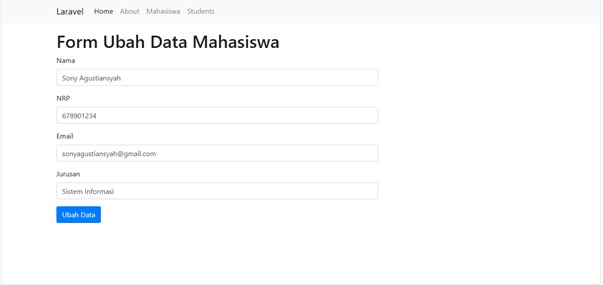 Laravel Home About Mahasiswa Students
Form Ubah Data Mahasiswa
Nama
Sony Agustiansyah
NRP
678901234
Email
sonyagustiansyah@gmail.com
Jurusan
Sistem Informasi
Ubah Data